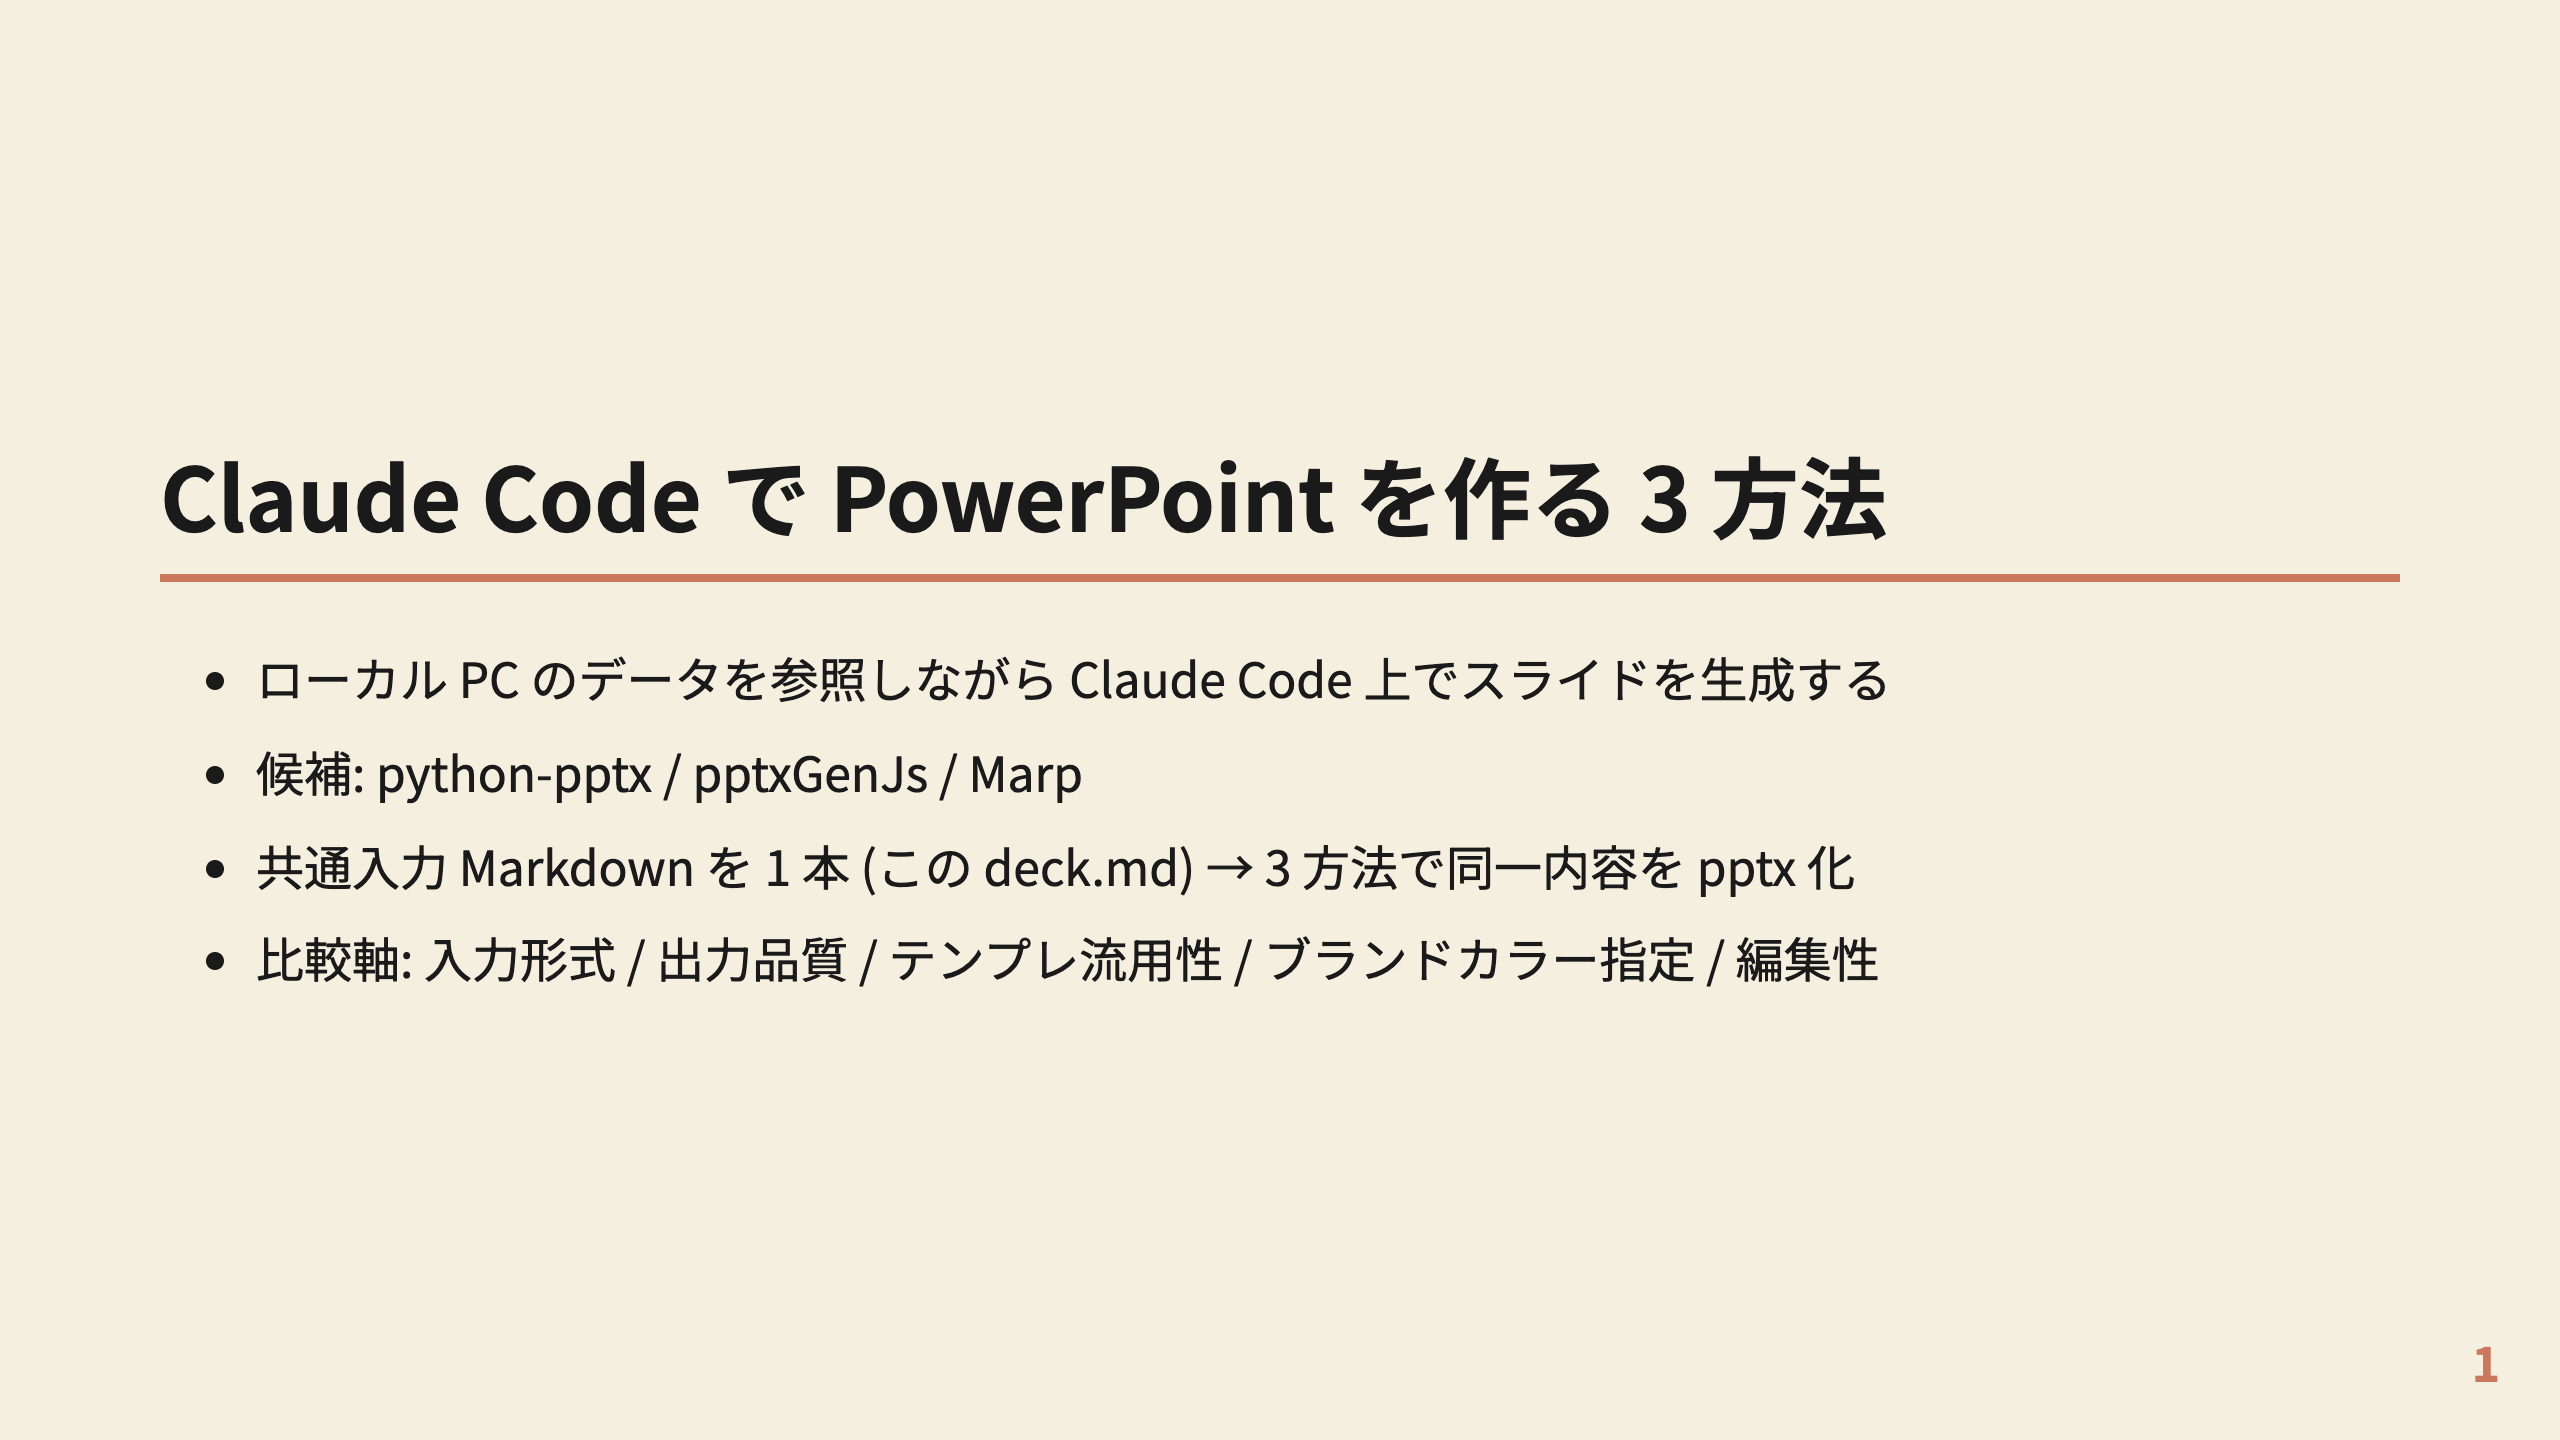 Claude Code で PowerPoint を作る 3 方法
• ローカル PC のデータを参照しながら Claude Code 上でスライドを生成する
• 候補: python-pptx / pptxGenJs / Marp
• 共通入力 Markdown を 1 本 (この deck.md) → 3 方法で同一内容を pptx 化
• 比較軸: 入力形式 / 出力品質 / テンプレ流用性 / ブランドカラー指定 / 編集性
1